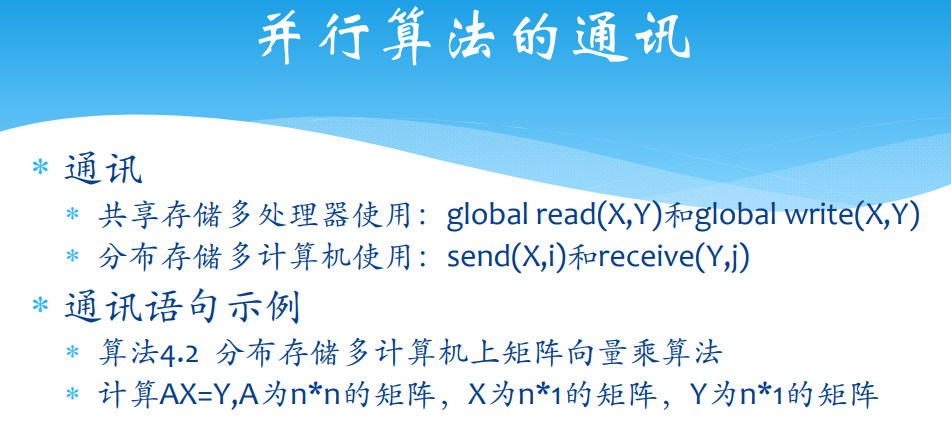 并行算法的通讯
* 通讯
* 共享存储多处理器使用：global read(X,Y)和global write(X,Y)
* 分布存储多计算机使用：send(X,i)和receive(Y,j)
* 通讯语句示例
* 算法4.2 分布存储多计算机上矩阵向量乘算法
* 计算AX=Y,A为n*n的矩阵，X为n*1的矩阵，Y为n*1的矩阵